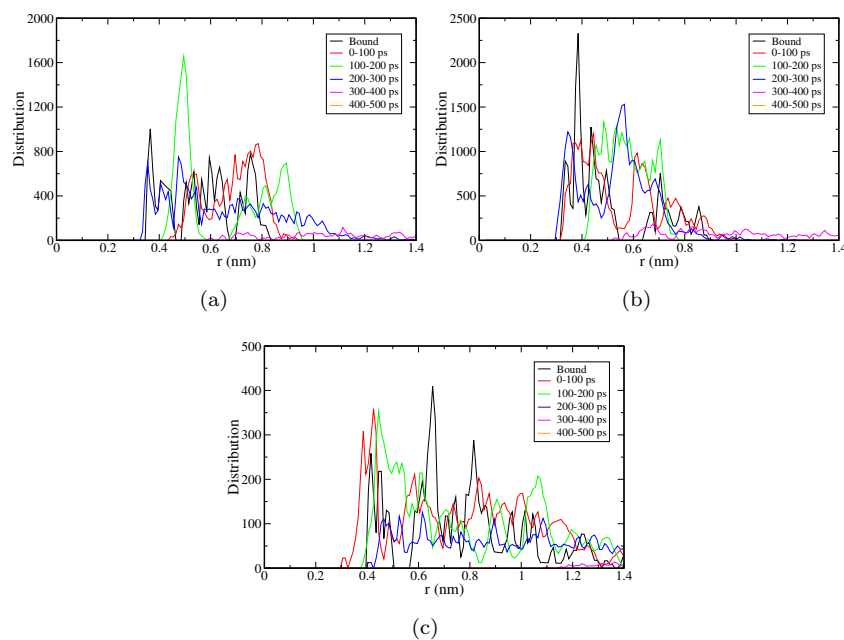 2000
1600
1200
800
400
0
Distribution
0
0.2
0.4
0.6
0.8
1
1.2
1.4
r (nm)
Bound
0-100 ps
100-200 ps
200-300 ps
300-400 ps
400-500 ps
(a)
2500
2000
1500
1000
500
0
Distribution
0
0.2
0.4
0.6
0.8
1
1.2
1.4
r (nm)
Bound
0-100 ps
100-200 ps
200-300 ps
300-400 ps
400-500 ps
(b)
500
400
300
200
100
0
Distribution
0
0.2
0.4
0.6
0.8
1
1.2
1.4
r (nm)
Bound
0-100 ps
100-200 ps
200-300 ps
300-400 ps
400-500 ps
(c)